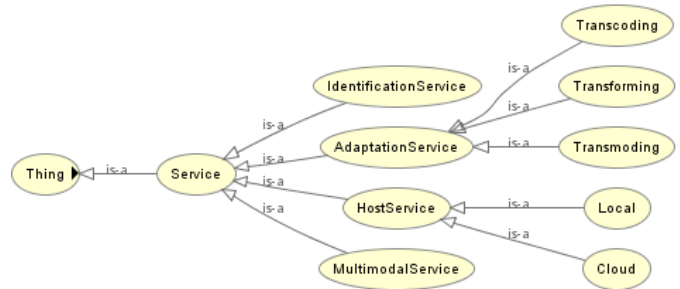 Transcoding
is-a
IdentificationService
Transforming
is-a
is-a
AdaptationService
is-a
Transmoding
is-a
Thing
is-a
Service
is-a
HostService
is-a
Local
is-a
is-a
MultimodalService
Cloud